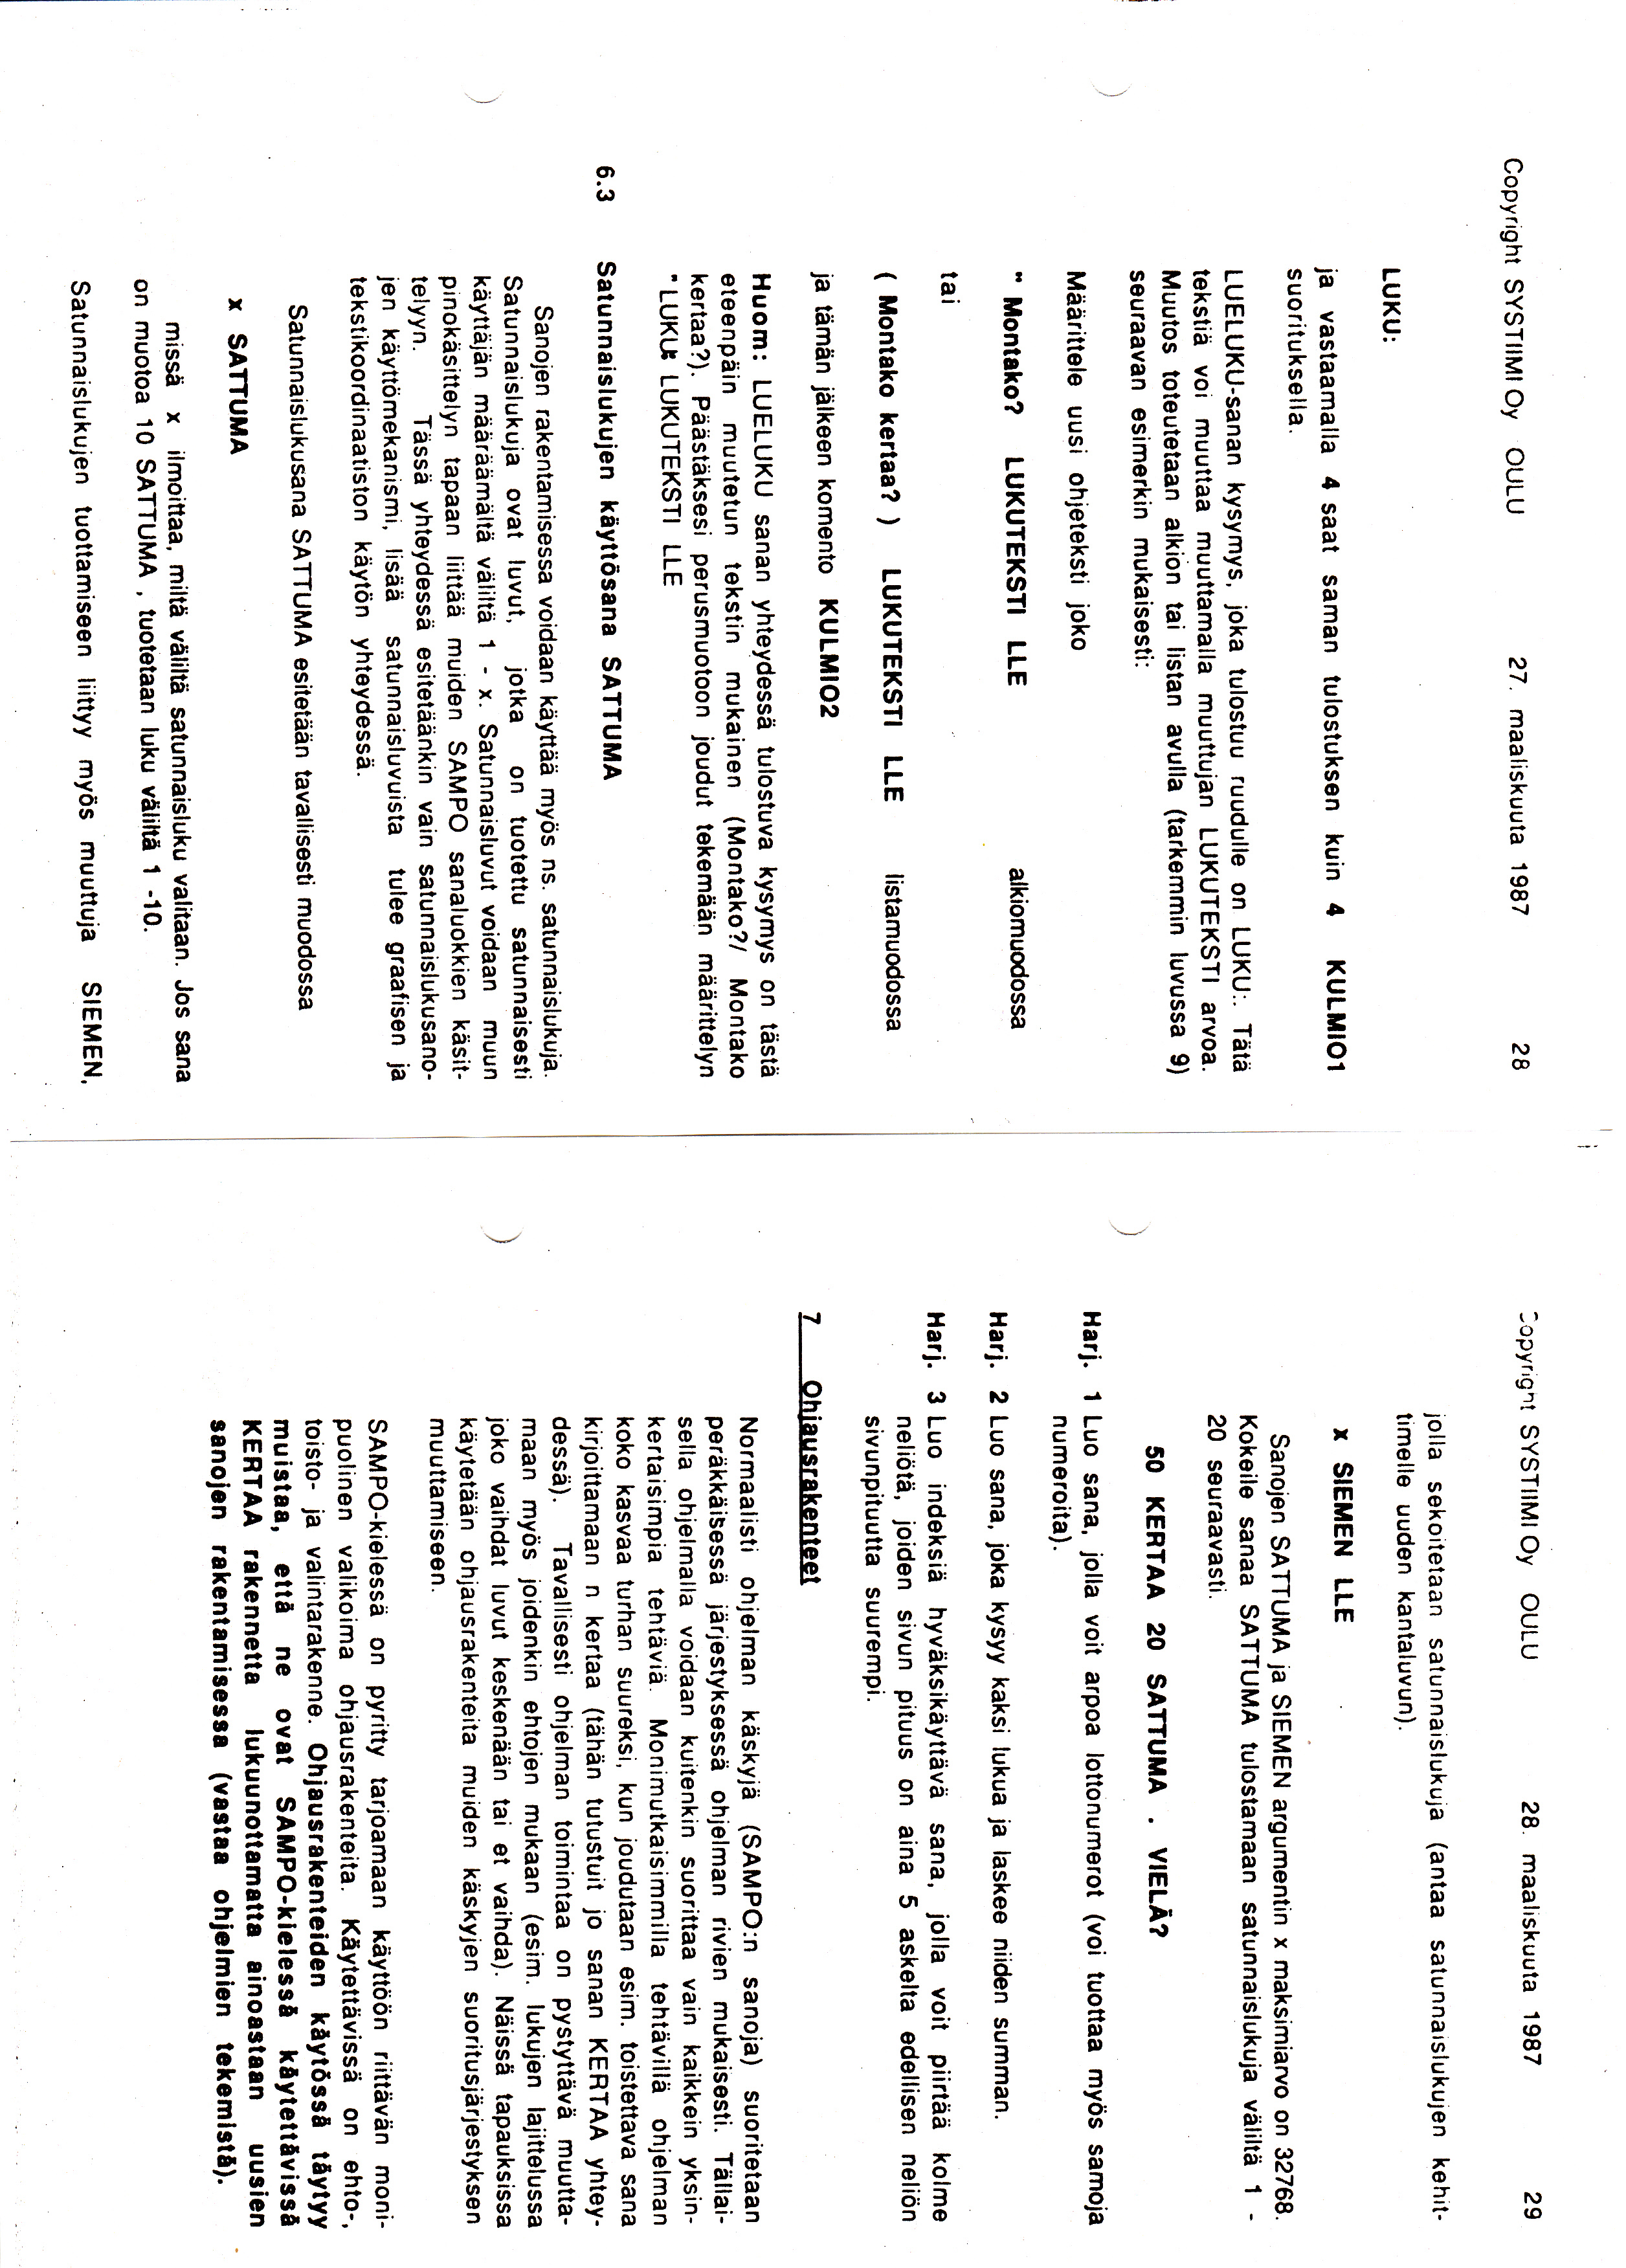 Copyright SYSTIIMI Oy OULU 27. maaliskuuta 1987 28
LUKU:
ja vastaamalla 4 saat saman tulostuksen kuin 4 KULMIO1
suorituksella.
LUELUKU-sanan kysymys, joka tulostuu ruudulle on LUKU:. Tätä
tekstiä voi muuttaa muuttamalla muuttujan LUKUTEKSTI arvoa.
Muutos toteutetaan alkion tai listan avulla (tarkemmin luvussa 9)
seuraavan esimerkin mukaisesti:
Määrittele uusi ohjeteksti joko
" Montako? LUKUTEKSTI LLE alkiomuodossa
tai
( Montako kertaa? ) LUKUTEKSTI LLE listamuodossa
ja tämän jälkeen komento KULMIO2
Huom: LUELUKU sanan yhteydessä tulostuva kysymys on tästä
eteenpäin muutetun tekstin mukainen (Montako?/ Montako
kertaa?). Päästäksesi perusmuotoon joudut tekemään määrittelyn
" LUKU: LUKUTEKSTI LLE
6.3 Satunnaislukujen käyttösana SATTUMA
Sanojen rakentamisessa voidaan käyttää myös ns. satunnaislukuja.
Satunnaislukuja ovat luvut, jotka on tuotettu satunnaisesti
käyttäjän määräämältä väliltä 1 - x. Satunnaisluvut voidaan muun
pinokäsittelyn tapaan liittää muiden SAMPO sanaluokkien käsit-
telyyn. Tässä yhteydessä esitetäänkin vain satunnaislukusano-
jen käyttömekanismi, lisää satunnaisluvuista tulee graafisen ja
tekstikoordinaatiston käytön yhteydessä.
Satunnaislukusana SATTUMA esitetään tavallisesti muodossa
x SATTUMA
missä x ilmoittaa, miltä väliltä satunnaisluku valitaan. Jos sana
on muotoa 10 SATTUMA , tuotetaan luku väliltä 1 -10.
Satunnaislukujen tuottamiseen liittyy myös muuttuja SIEMEN,
Copyright SYSTIIMI Oy OULU 28. maaliskuuta 1987 29
jolla sekoitetaan satunnaislukuja (antaa satunnaislukujen kehit-
timelle uuden kantaluvun).
x SIEMEN LLE
Sanojen SATTUMA ja SIEMEN argumentin x maksimiarvo on 32768.
Kokeile sanaa SATTUMA tulostamaan satunnaislukuja väliltä 1 -
20 seuraavasti.
50 KERTAA 20 SATTUMA . VIELÄ?
Harj. 1 Luo sana, jolla voit arpoa lottonumerot (voi tuottaa myös samoja
numeroita).
Harj. 2 Luo sana, joka kysyy kaksi lukua ja laskee niiden summan.
Harj. 3 Luo indeksiä hyväksikäyttävä sana, jolla voit piirtää kolme
neliötä, joiden sivun pituus on aina 5 askelta edellisen neliön
sivunpituutta suurempi.
7 Ohjausrakenteet
Normaalisti ohjelman käskyjä (SAMPO:n sanoja) suoritetaan
peräkkäisessä järjestyksessä ohjelman rivien mukaisesti. Tällai-
sella ohjelmalla voidaan kuitenkin suorittaa vain kaikkein yksin-
kertaisimpia tehtäviä. Monimutkaisimmilla tehtävillä ohjelman
koko kasvaa turhan suureksi, kun joudutaan esim. toistettava sana
kirjoittamaan n kertaa (tähän tutustuit jo sanan KERTAA yhtey-
dessä). Tavallisesti ohjelman toimintaa on pystyttävä muutta-
maan myös joidenkin ehtojen mukaan (esim. lukujen lajittelussa
joko vaihdat luvut keskenään tai et vaihda). Näissä tapauksissa
käytetään ohjausrakenteita muiden käskyjen suoritusjärjestyksen
muuttamiseen.
SAMPO-kielessä on pyritty tarjoamaan käyttöön riittävän moni-
puolinen valikoima ohjausrakenteita. Käytettävissä on ehto-,
toisto- ja valintarakenne. Ohjausrakenteiden käytössä täytyy
muistaa, että ne ovat SAMPO-kielessä käytettävissä
KERTAA rakennetta lukuunottamatta ainoastaan uusien
sanojen rakentamisessa (vastaa ohjelmien tekemistä).